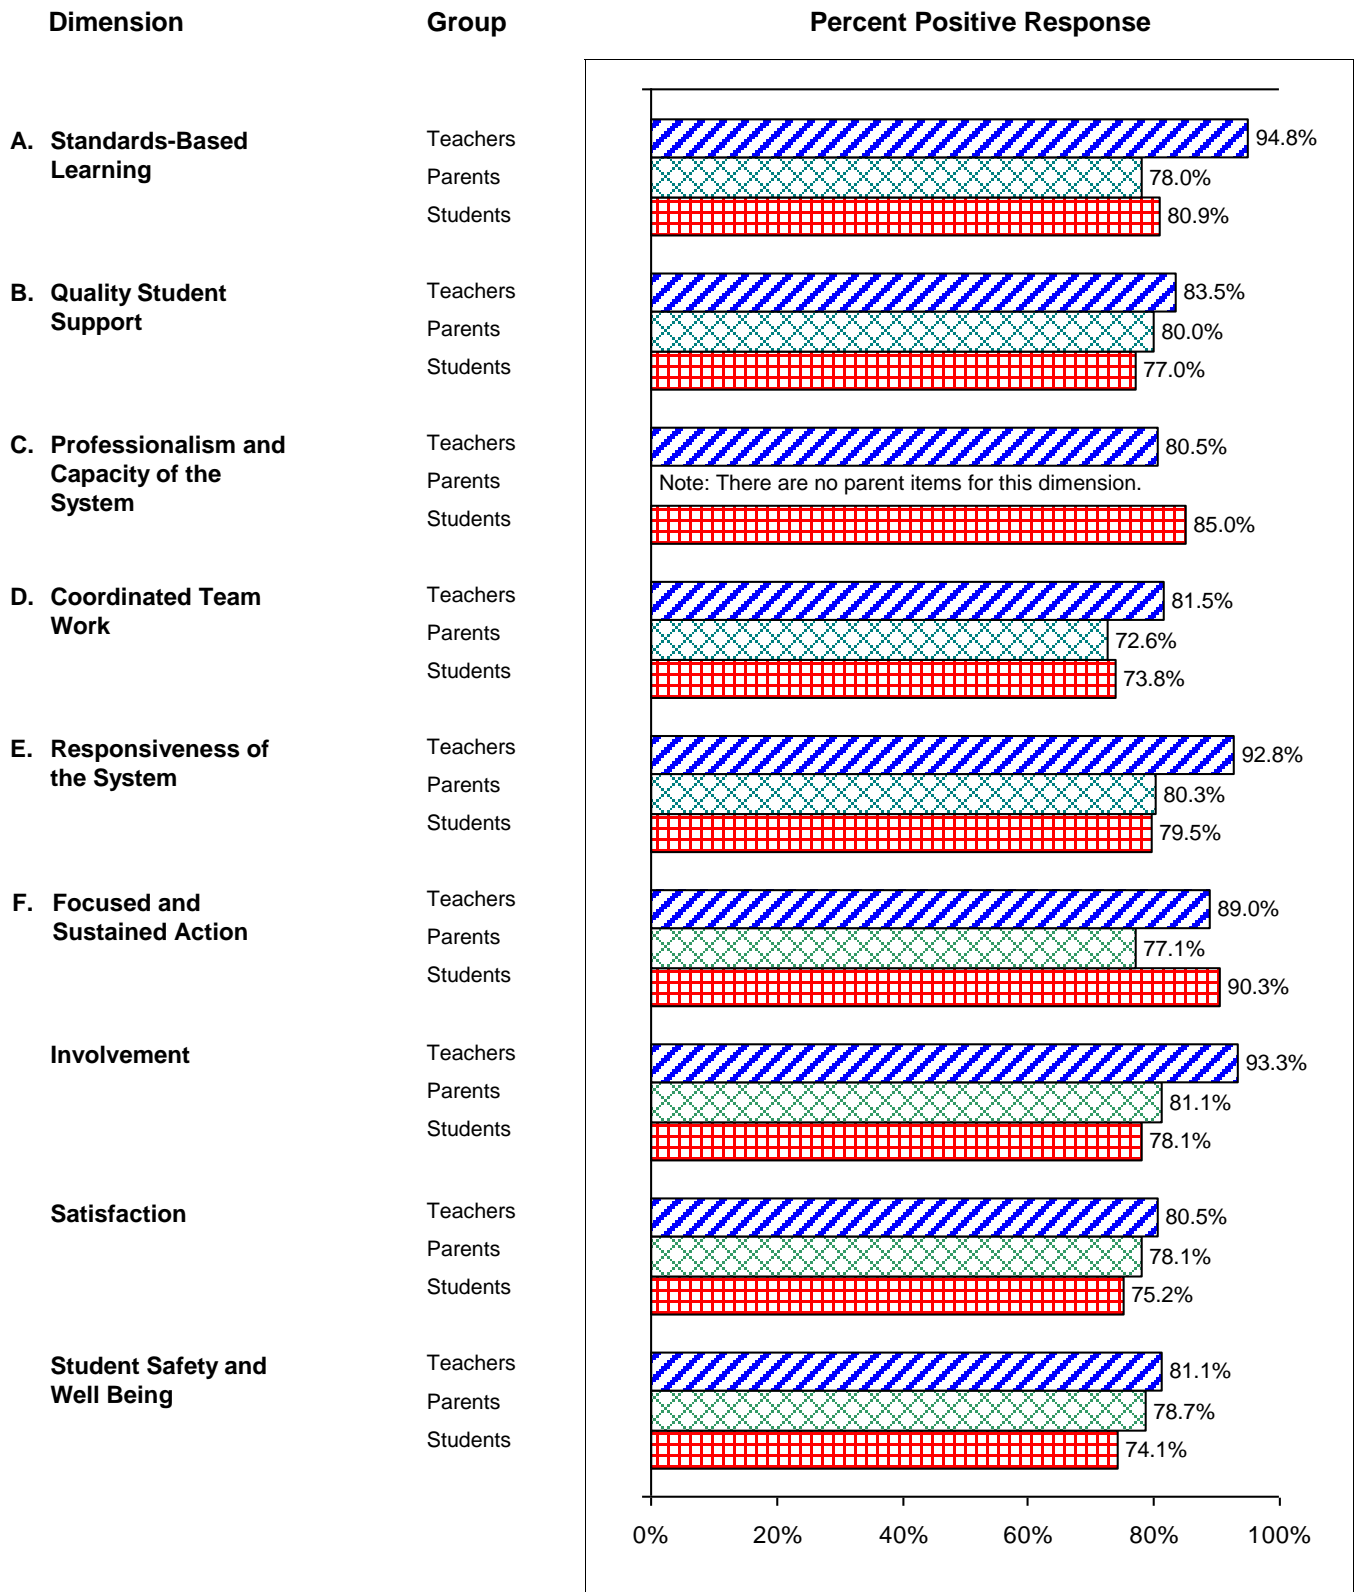 Dimension Group Percent Positive Response
A. Standards-Based
Learning
Teachers 94.8%
Parents 78.0%
Students 80.9%
B. Quality Student
Support
Teachers 83.5%
Parents 80.0%
Students 77.0%
C. Professionalism and
Capacity of the
System
Teachers 80.5%
Parents Note: There are no parent items for this dimension.
Students 85.0%
D. Coordinated Team
Work
Teachers 81.5%
Parents 72.6%
Students 73.8%
E. Responsiveness of
the System
Teachers 92.8%
Parents 80.3%
Students 79.5%
F. Focused and
Sustained Action
Teachers 89.0%
Parents 77.1%
Students 90.3%
Involvement
Teachers 93.3%
Parents 81.1%
Students 78.1%
Satisfaction
Teachers 80.5%
Parents 78.1%
Students 75.2%
Student Safety and
Well Being
Teachers 81.1%
Parents 78.7%
Students 74.1%
0% 20% 40% 60% 80% 100%